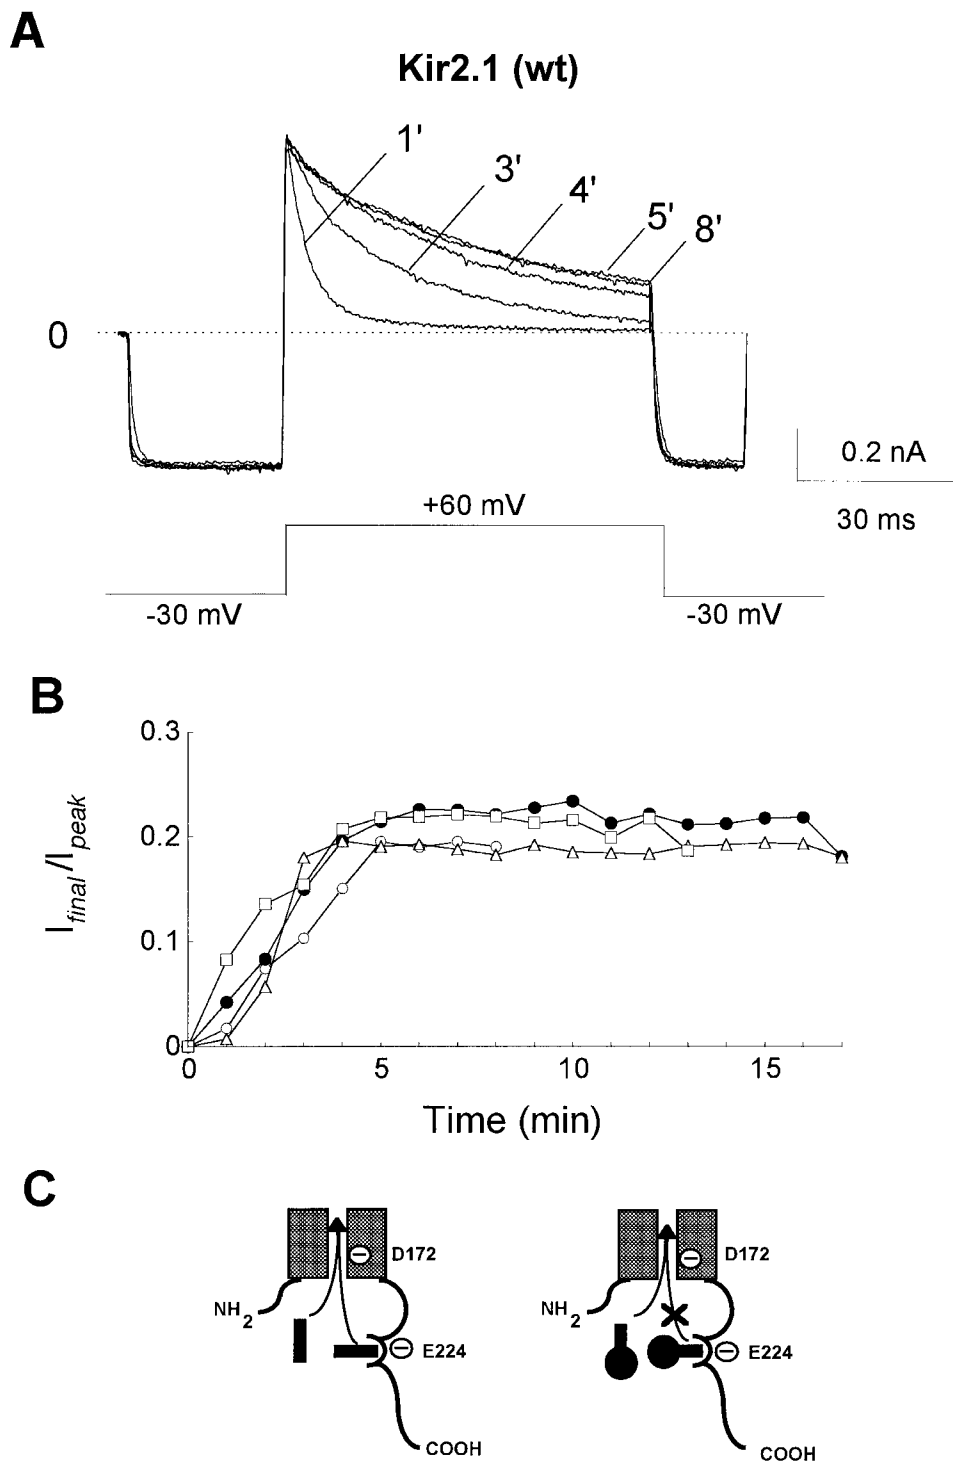 A
Kir2.1 (wt)
1'
3'
4'
5'
8'
0
0.2 nA
30 ms
+60 mV
-30 mV
-30 mV
B
0.3
0.2
0.1
0
I_final/I_peak
0
5
10
15
Time (min)
C
D172
NH2
E224
COOH
D172
NH2
E224
COOH